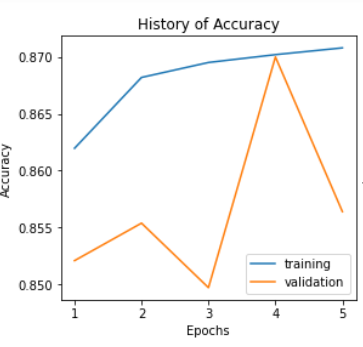 History of Accuracy
Accuracy
0.870
0.865
0.860
0.855
0.850
1 2 3 4 5
Epochs
training
validation